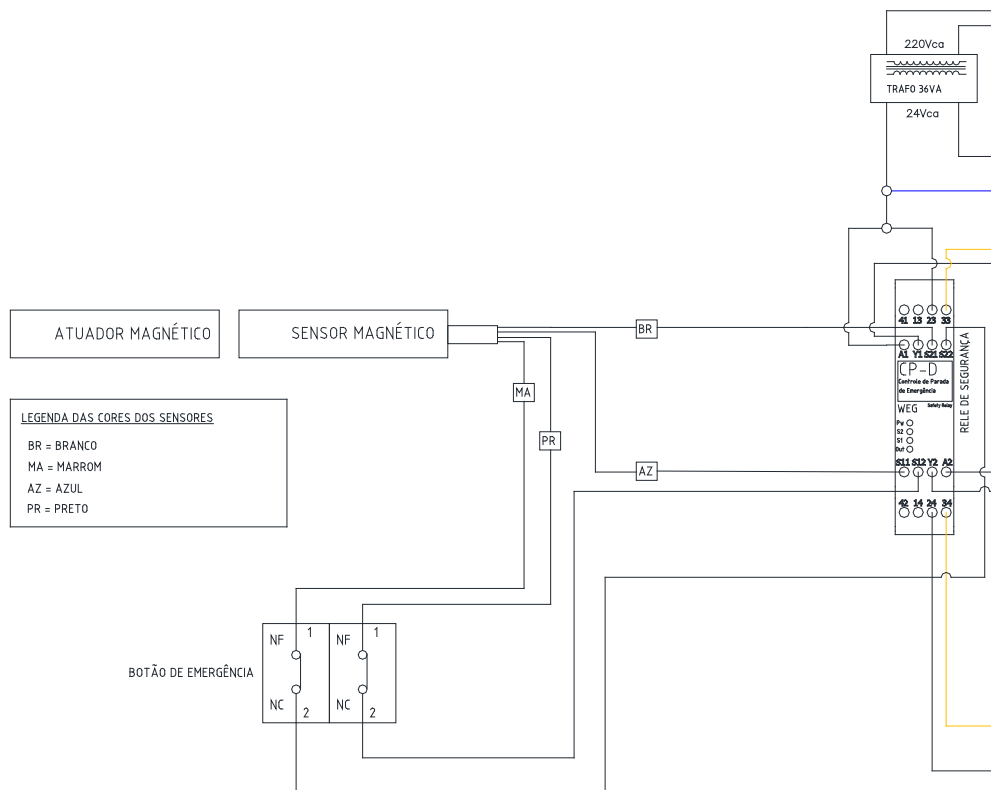 220Vca
TRAFO 36VA
24Vca
ATUADOR MAGNÉTICO
SENSOR MAGNÉTICO
BR
MA
PR
AZ
LEGENDA DAS CORES DOS SENSORES
BR = BRANCO
MA = MARROM
AZ = AZUL
PR = PRETO
41 13 23 33
A1 Y1 S21 S22
CP-D
Controle de Parada
de Emergência
WEG
Safety Relay
Pw
S2
S1
Out
S11 S12 Y2 A2
42 14 24 34
RELE DE SEGURANÇA
BOTÃO DE EMERGÊNCIA
NF 1
NC 2
NF 1
NC 2